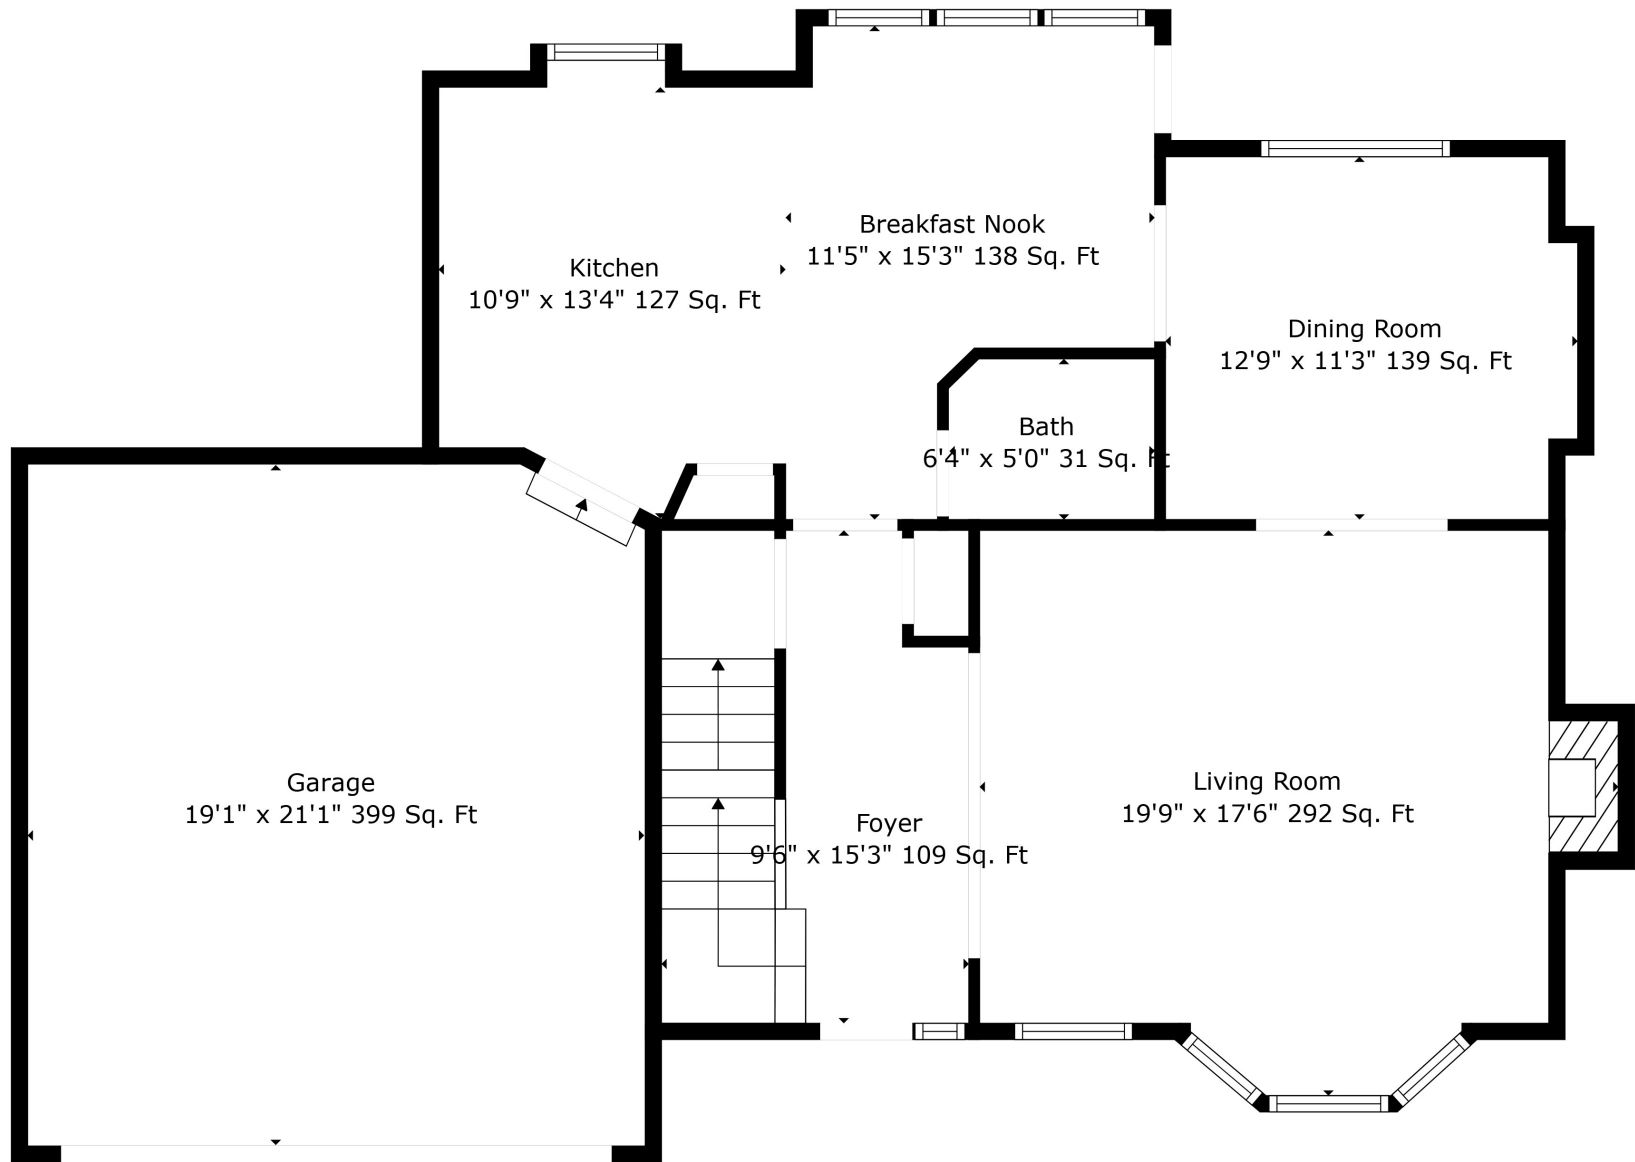 Breakfast Nook
11'5" x 15'3" 138 Sq. Ft
Kitchen
10'9" x 13'4" 127 Sq. Ft
Dining Room
12'9" x 11'3" 139 Sq. Ft
Bath
6'4" x 5'0" 31 Sq. Ft
Garage
19'1" x 21'1" 399 Sq. Ft
Foyer
9'6" x 15'3" 109 Sq. Ft
Living Room
19'9" x 17'6" 292 Sq. Ft